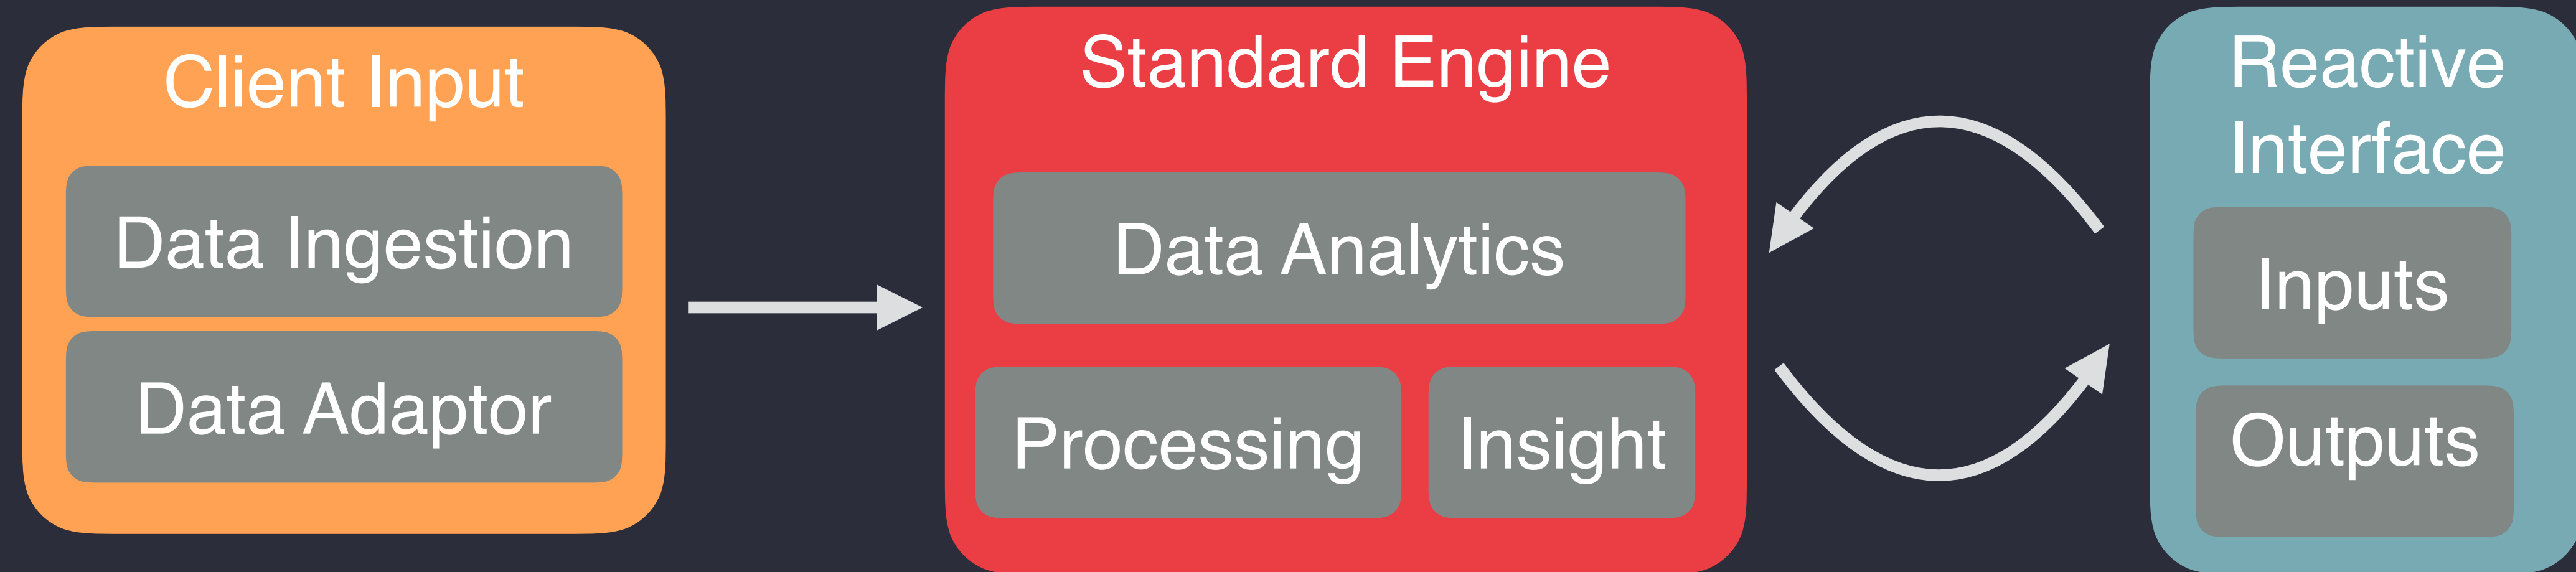 Client Input
Data Ingestion
Data Adaptor
Standard Engine
Data Analytics
Processing
Insight
Reactive
Interface
Inputs
Outputs